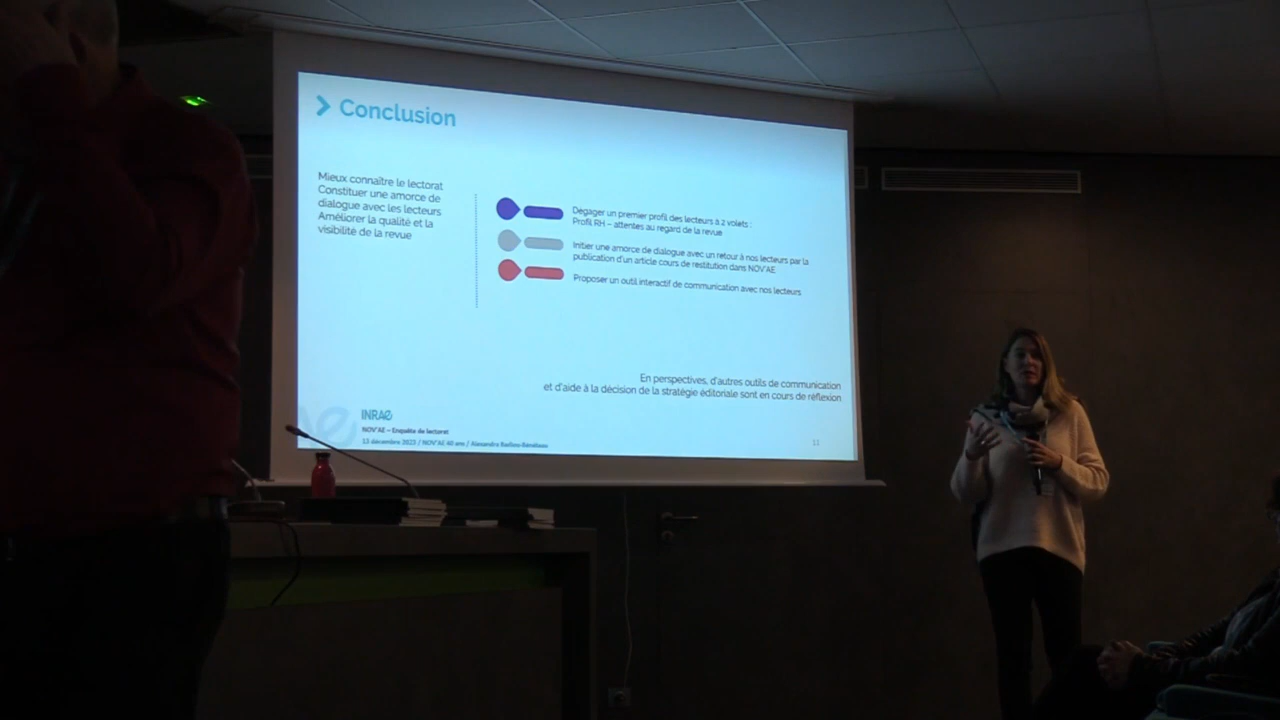 Conclusion
Mieux connaître le lectorat
Constituer une amorce de
dialogue avec les lecteurs
Améliorer la qualité et la
visibilité de la revue
Dégager un premier profil des lecteurs à 2 volets :
Profil RH – attentes au regard de la revue
Initier une amorce de dialogue avec un retour à nos lecteurs par la
publication d'un article cours de restitution dans NOV'AE
Proposer un outil interactif de communication avec nos lecteurs
En perspectives, d'autres outils de communication
et d'aide à la décision de la stratégie éditoriale sont en cours de réflexion
INRAE
NOV'AE – Enquête de lectorat
13 décembre 2023 / NOV'AE 40 ans / Alexandra
11